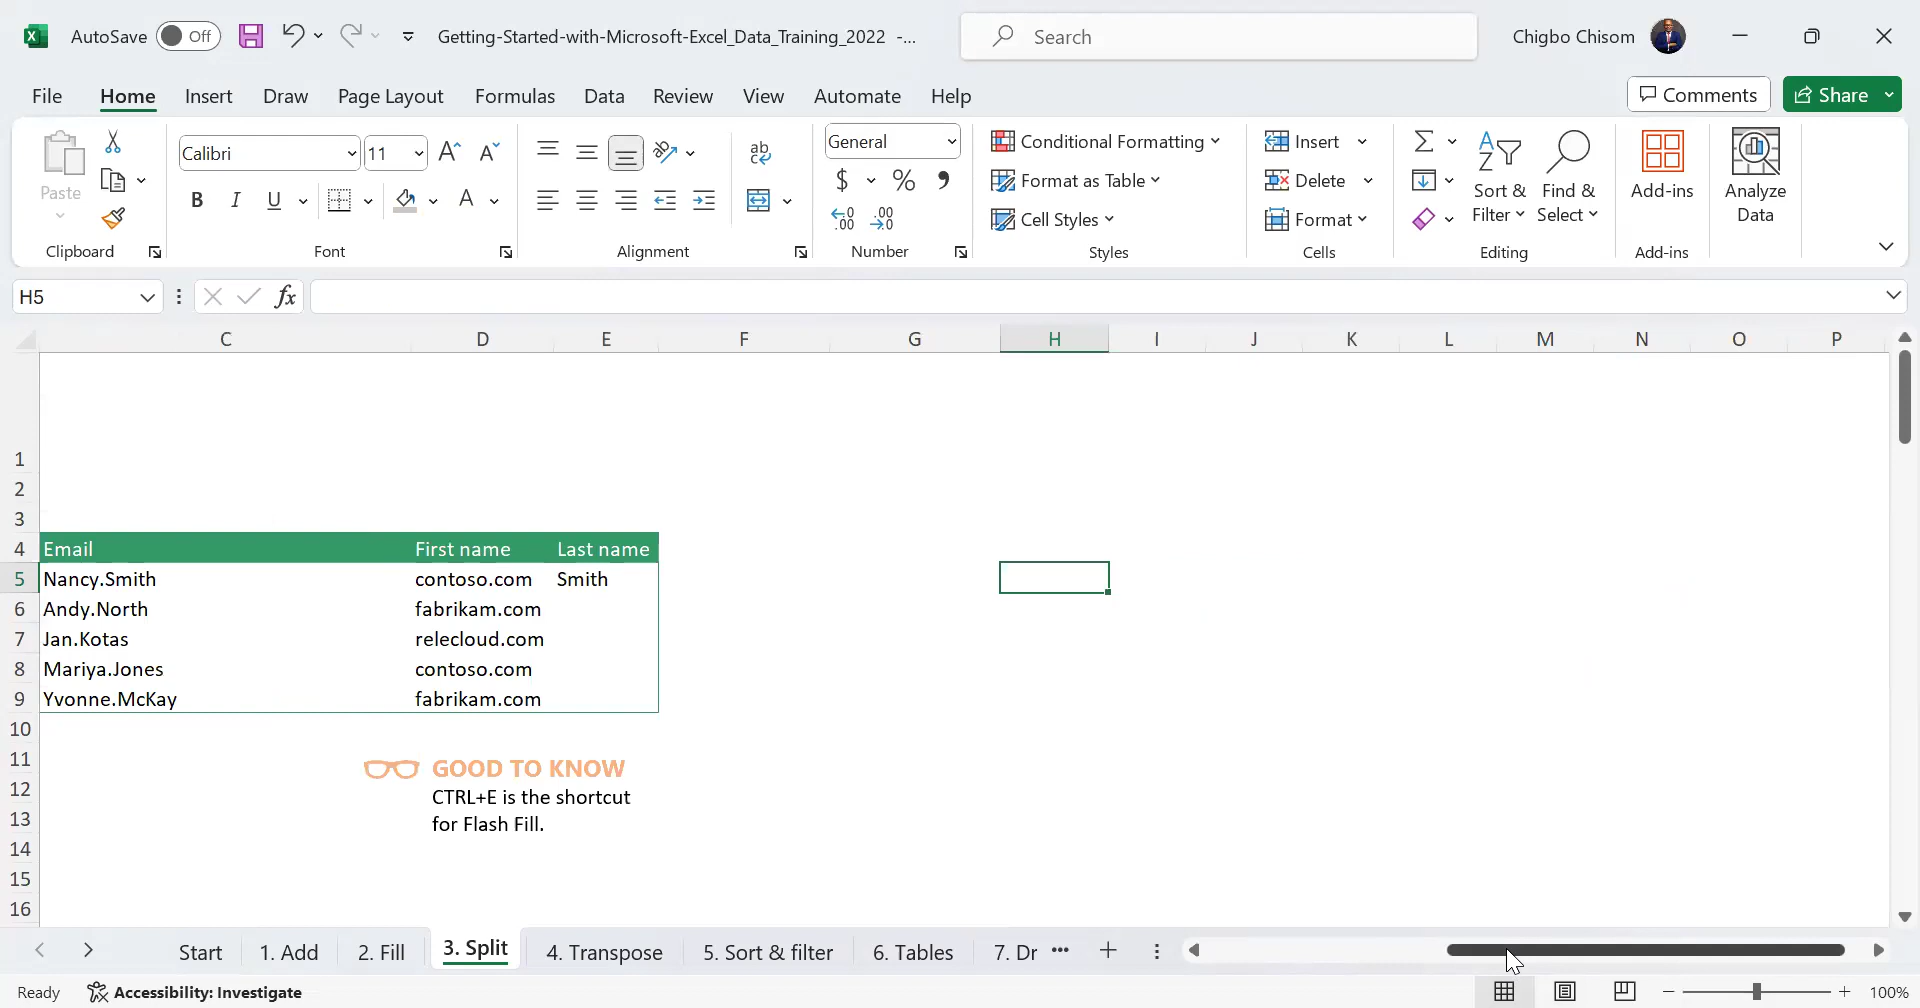 AutoSave Off Getting-Started-with-Microsoft-Excel_Data_Training_2022 -... Search Chigbo Chisom
File Home Insert Draw Page Layout Formulas Data Review View Automate Help Comments Share
Paste
Clipboard
Calibri 11
B I U A
Font
ab
Alignment
General
$ % ,
.00 .00
Number
Conditional Formatting
Format as Table
Cell Styles
Styles
Insert
Delete
Format
Cells
Sort & Filter
Find & Select
Editing
Add-ins
Add-ins
Analyze Data
H5 fx
C D E F G H I J K L M N O P
1
2
3
4 Email First name Last name
5 Nancy.Smith contoso.com Smith
6 Andy.North fabrikam.com
7 Jan.Kotas relecloud.com
8 Mariya.Jones contoso.com
9 Yvonne.McKay fabrikam.com
10
11 GOOD TO KNOW
12 CTRL+E is the shortcut
13 for Flash Fill.
14
15
16
Start 1. Add 2. Fill 3. Split 4. Transpose 5. Sort & filter 6. Tables 7. Dr ••• +
Ready Accessibility: Investigate 100%